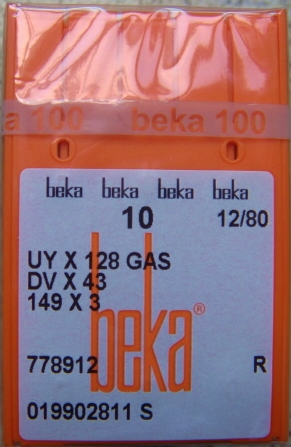 a 100 beka 100
beka beka beka beka
10 12/80
UY X 128 GAS
DV X 43
149 X 3
beka®
778912 R
019902811 S